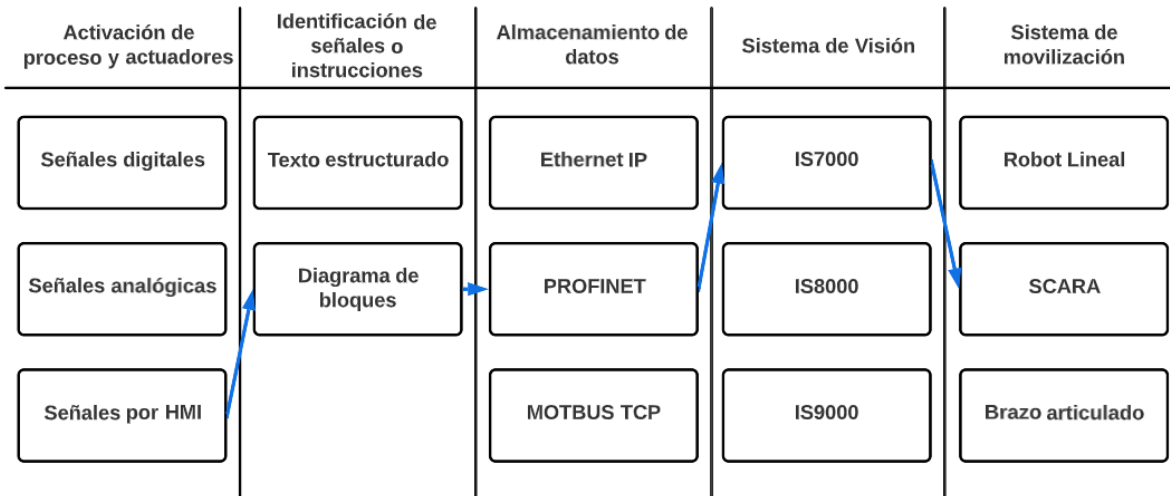 Activación de
proceso y actuadores
Identificación de
señales o
instrucciones
Almacenamiento de
datos
Sistema de Visión
Sistema de
movilización
Señales digitales
Texto estructurado
Ethernet IP
IS7000
Robot Lineal
Señales analógicas
Diagrama de
bloques
PROFINET
IS8000
SCARA
Señales por HMI
MOTBUS TCP
IS9000
Brazo articulado